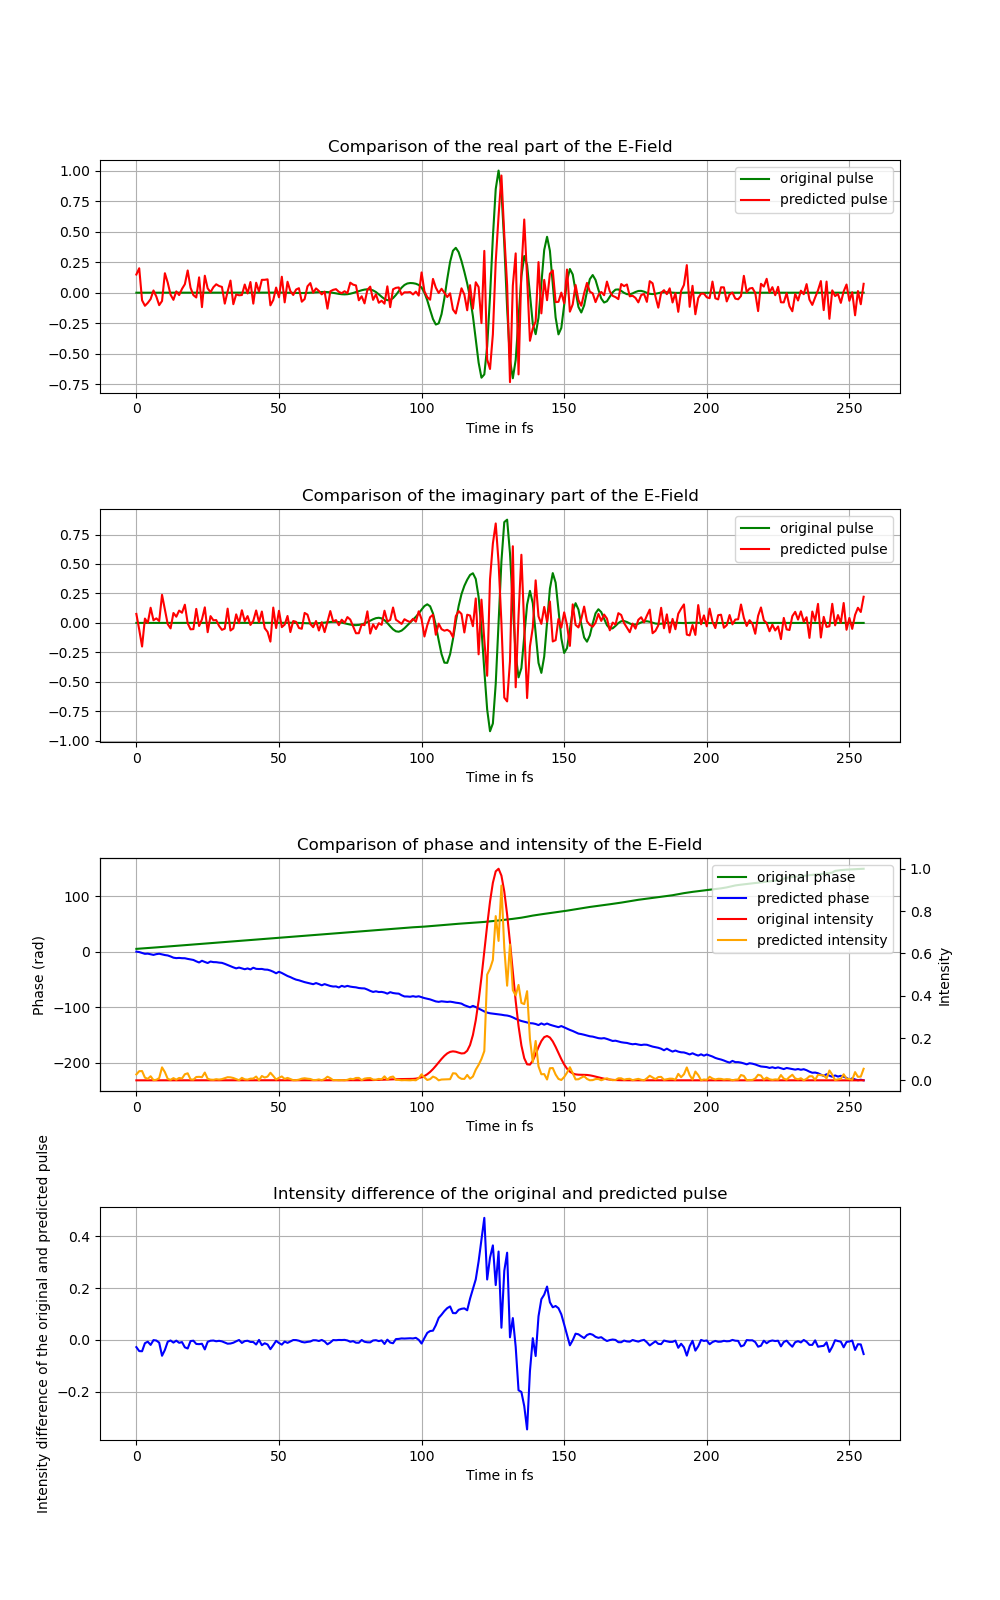 Comparison of the real part of the E-Field
1.00
0.75
0.50
0.25
0.00
−0.25
−0.50
−0.75
original pulse
predicted pulse
0 50 100 150 200 250
Time in fs
Comparison of the imaginary part of the E-Field
0.75
0.50
0.25
0.00
−0.25
−0.50
−0.75
−1.00
original pulse
predicted pulse
0 50 100 150 200 250
Time in fs
Comparison of phase and intensity of the E-Field
Phase (rad)
100
0
−100
−200
original phase
predicted phase
original intensity
predicted intensity
1.0
0.8
0.6
0.4
0.2
0.0
Intensity
0 50 100 150 200 250
Time in fs
Intensity difference of the original and predicted pulse
Intensity difference of the original and predicted pulse
0.4
0.2
0.0
−0.2
0 50 100 150 200 250
Time in fs